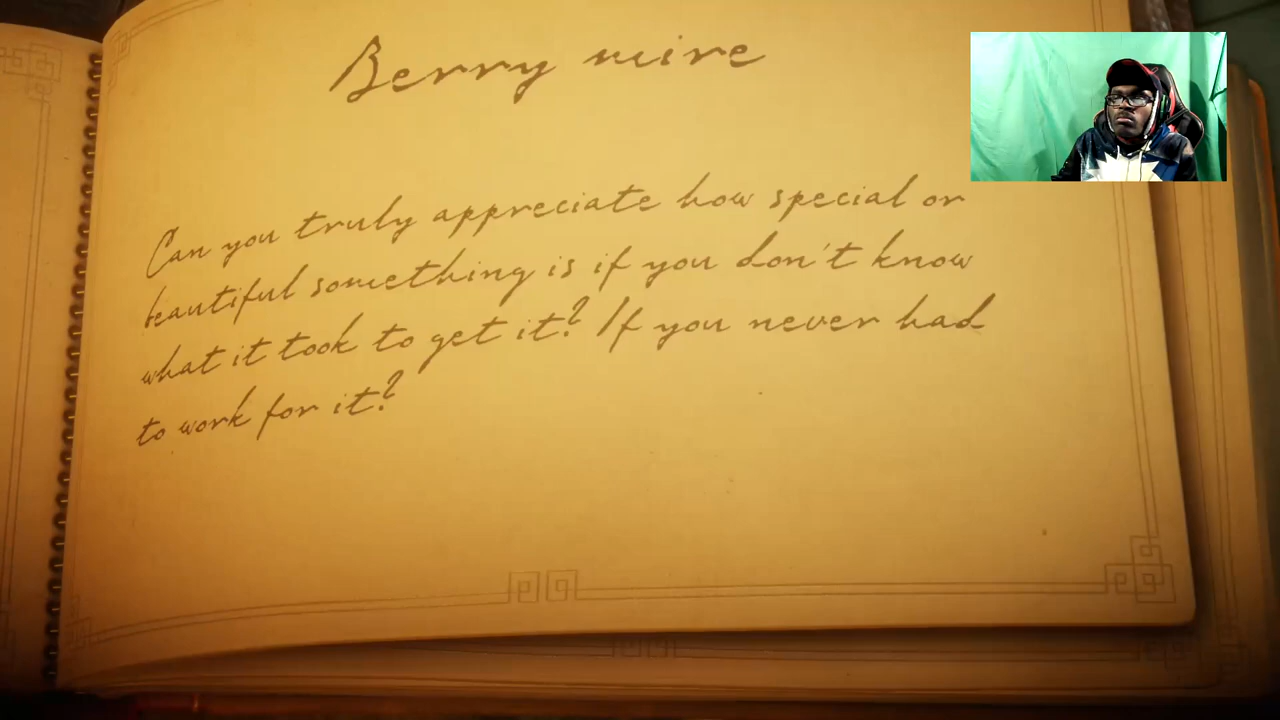 Berry mire
Can you truly appreciate how special or
beautiful something is if you don't know
what it took to get it? If you never had
to work for it?